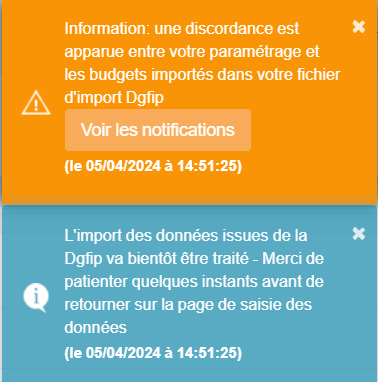 Information: une discordance est
apparue entre votre paramétrage et
les budgets importés dans votre fichier
d'import Dgfip
Voir les notifications
(le 05/04/2024 à 14:51:25)
L'import des données issues de la
Dgfip va bientôt être traité - Merci de
patienter quelques instants avant de
retourner sur la page de saisie des
données
(le 05/04/2024 à 14:51:25)